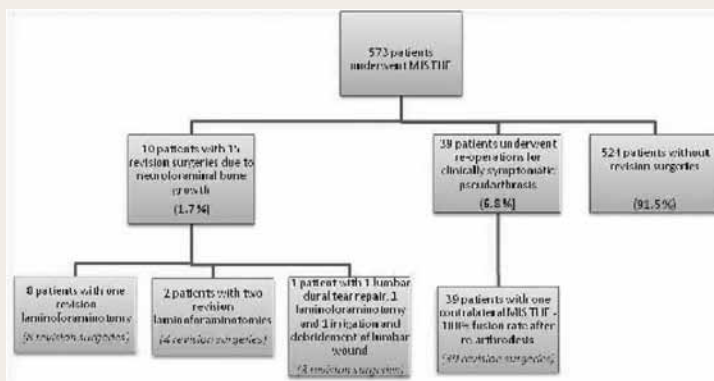 573 patients
underwent MIS TLIF
10 patients with 15
revision surgeries due to
neuroforaminal bone
growth
(1.7%)
39 patients underwent
re-operations for
clinically symptomatic
pseudarthrosis
(6.8%)
524 patients without
revision surgeries
(91.5%)
8 patients with one
revision
laminoforaminotomy
(8 revision surgeries)
2 patients with two
revision
laminoforaminotomies
(4 revision surgeries)
1 patient with 1 lumbar
dural tear repair, 1
laminoforaminotomy
and 1 irrigation and
debridement of lumbar
wound
(3 revision surgeries)
39 patients with one
contralateral MIS TLIF -
100% fusion rate after
re arthrodesis
(39 revision surgeries)